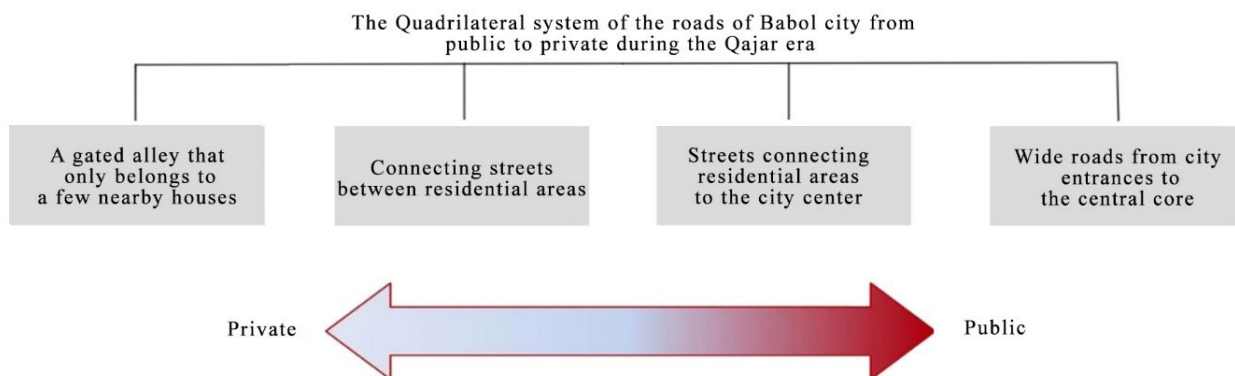 The Quadrilateral system of the roads of Babol city from
public to private during the Qajar era
A gated alley that
only belongs to
a few nearby houses
Connecting streets
between residential areas
Streets connecting
residential areas
to the city center
Wide roads from city
entrances to
the central core
Private
Public